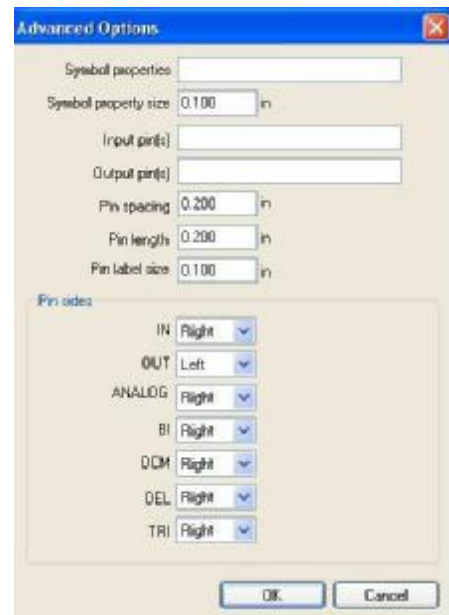 Advanced Options
Symbol properties
Symbol property size 0.100 in
Input pin(s)
Output pin(s)
Pin spacing 0.200 in
Pin length 0.200 in
Pin label size 0.100 in
Pin sides
IN Right
OUT Left
ANALOG Right
BI Right
OCM Right
OEL Right
TRI Right
OK Cancel